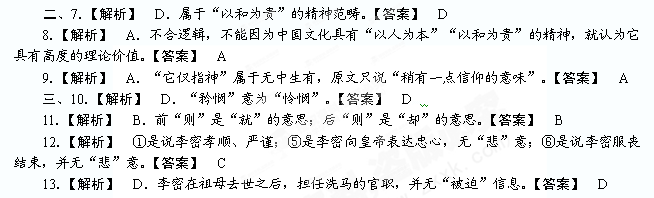 二、7.【解析】 D．属于“以和为贵”的精神范畴。【答案】 D
8.【解析】 A．不合逻辑，不能因为中国文化具有“以人为本”“以和为贵”的精神，就认为它
具有高度的理论价值。【答案】 A
9.【解析】 A．“它仅指神”属于无中生有，原文只说“稍有一点信仰的意味”。【答案】 A
三、10.【解析】 D．“矜悯”意为“怜悯”。【答案】 D
11.【解析】 B．前“则”是“就”的意思；后“则”是“却”的意思。【答案】 B
12.【解析】 ①是说李密孝顺、严谨；⑤是李密向皇帝表达忠心，无“悲”意；⑥是说李密服丧
结束，并无“悲”意。【答案】 C
13.【解析】 D．李密在祖母去世之后，担任洗马的官职，并无“被迫”信息。【答案】 D